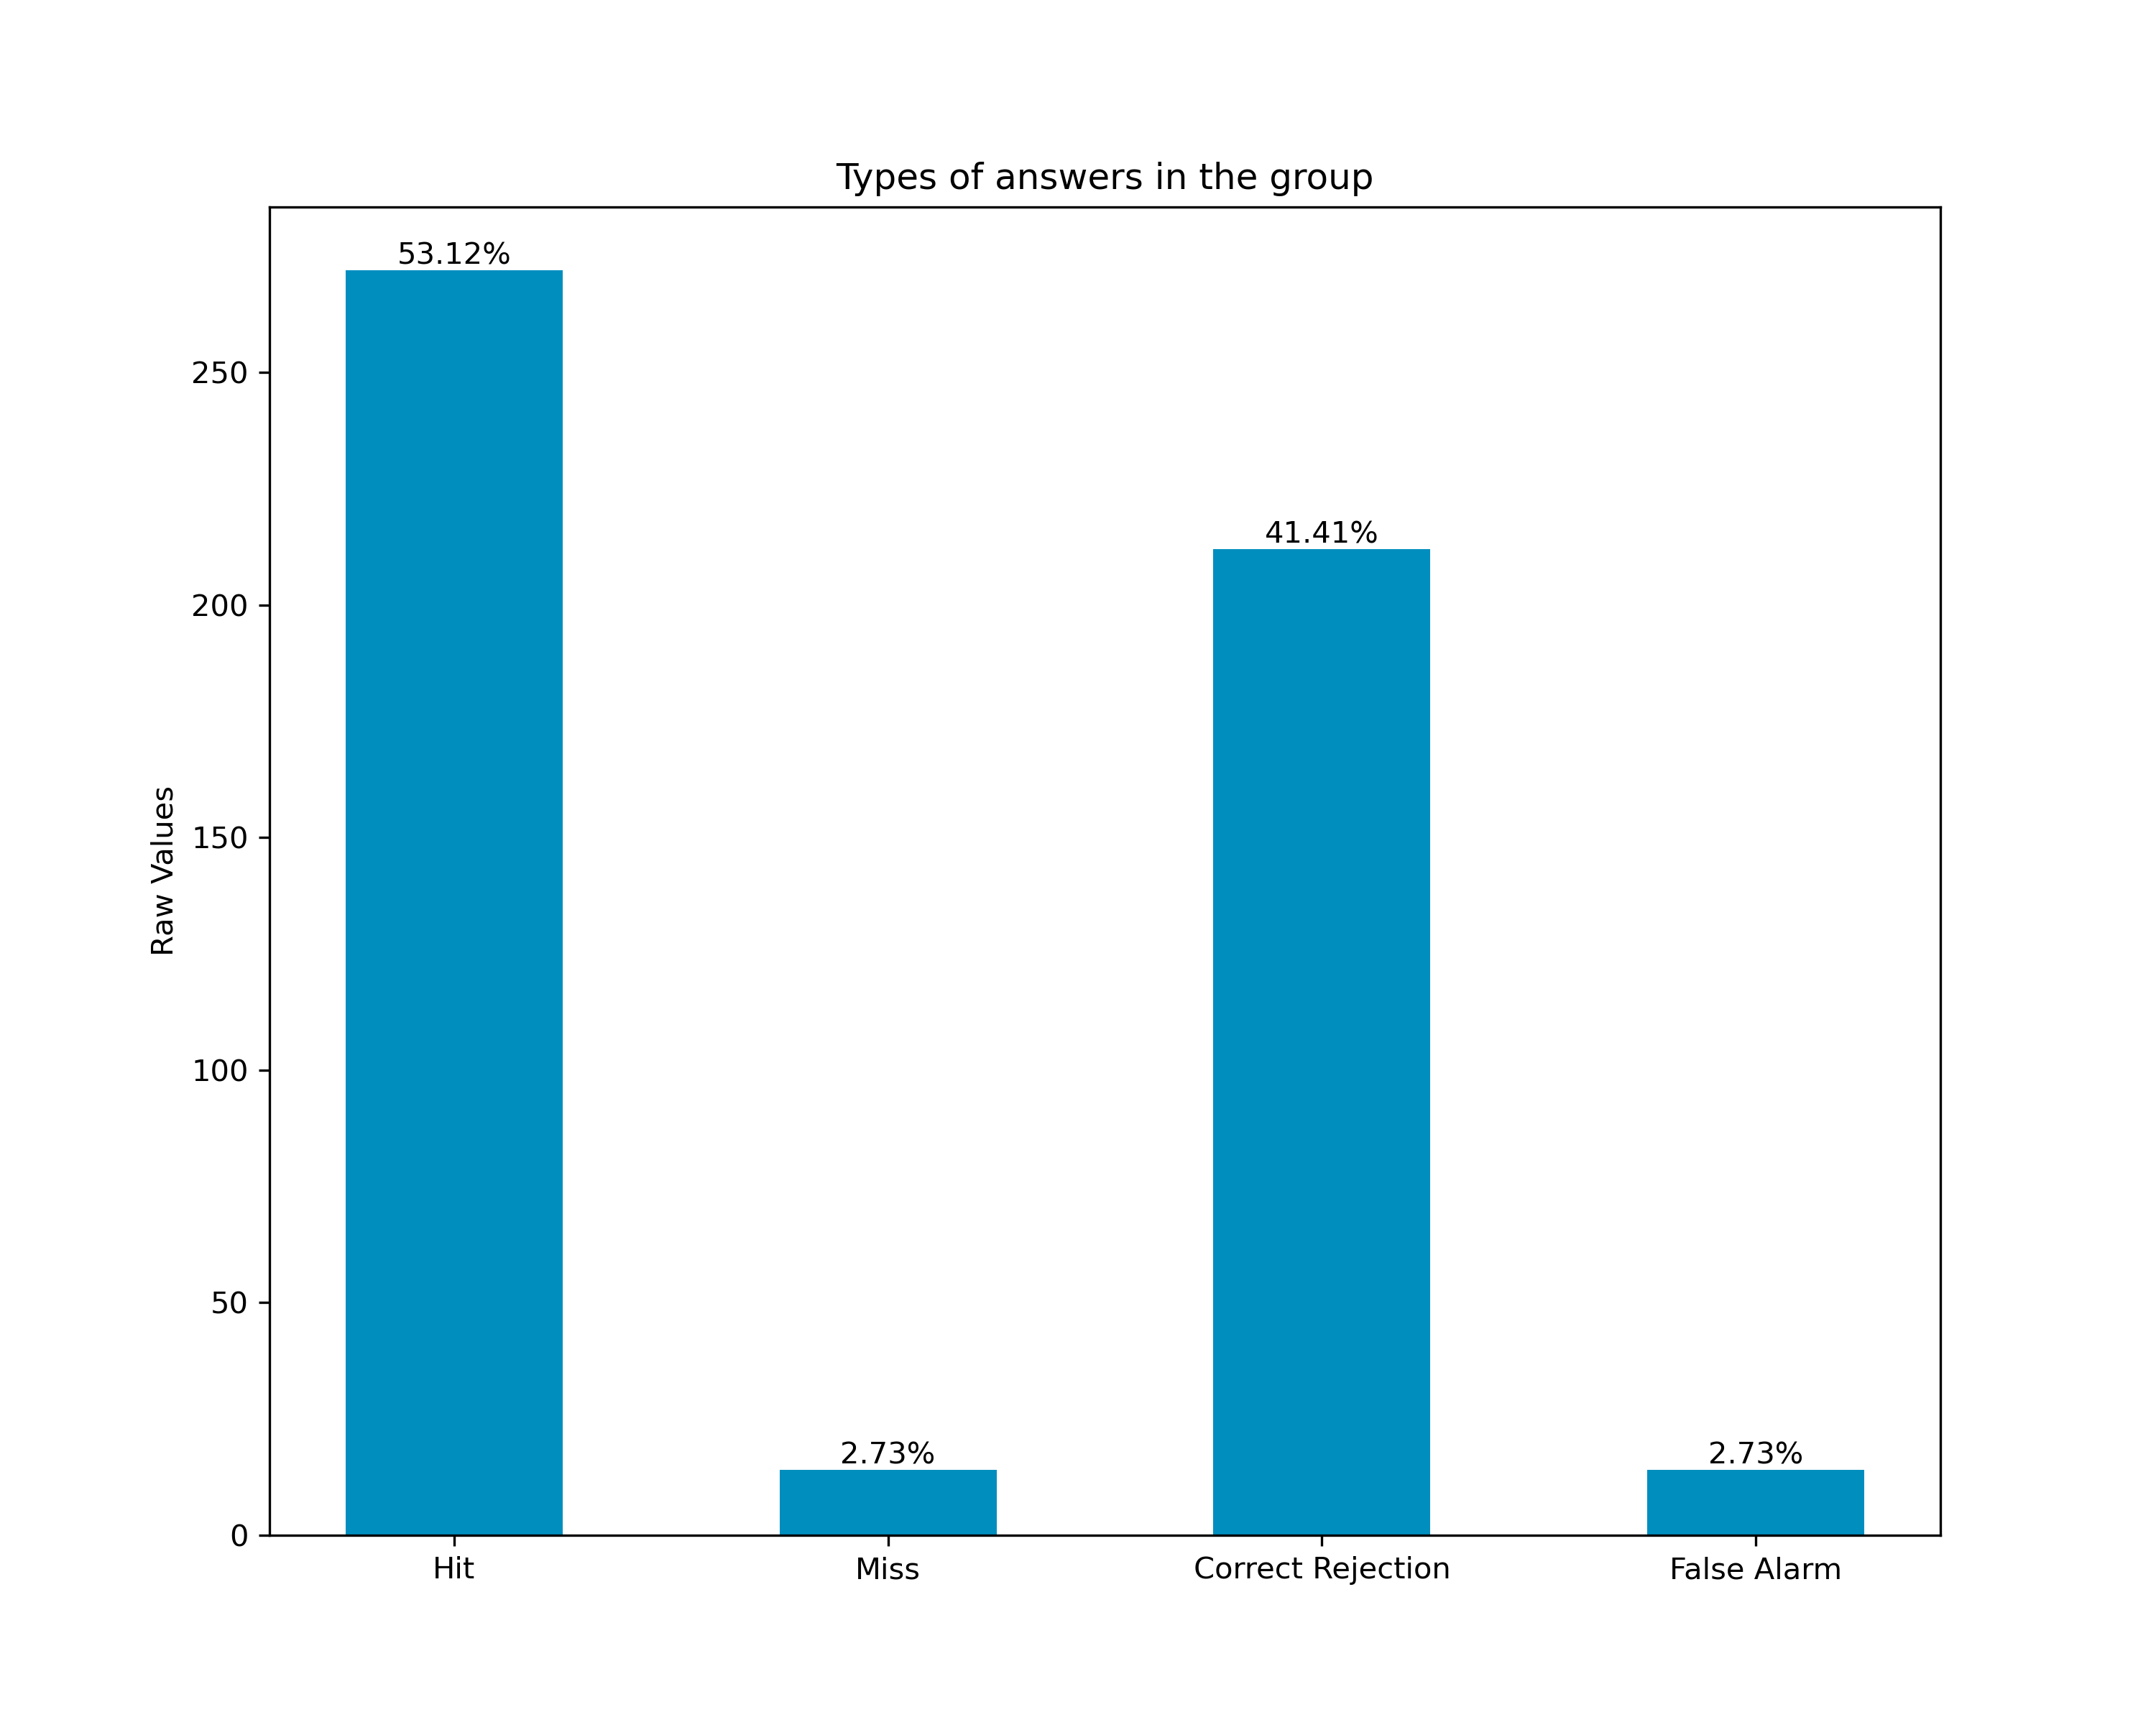 Types of answers in the group
53.12%
41.41%
2.73%
2.73%
Raw Values
250
200
150
100
50
0
Hit
Miss
Correct Rejection
False Alarm